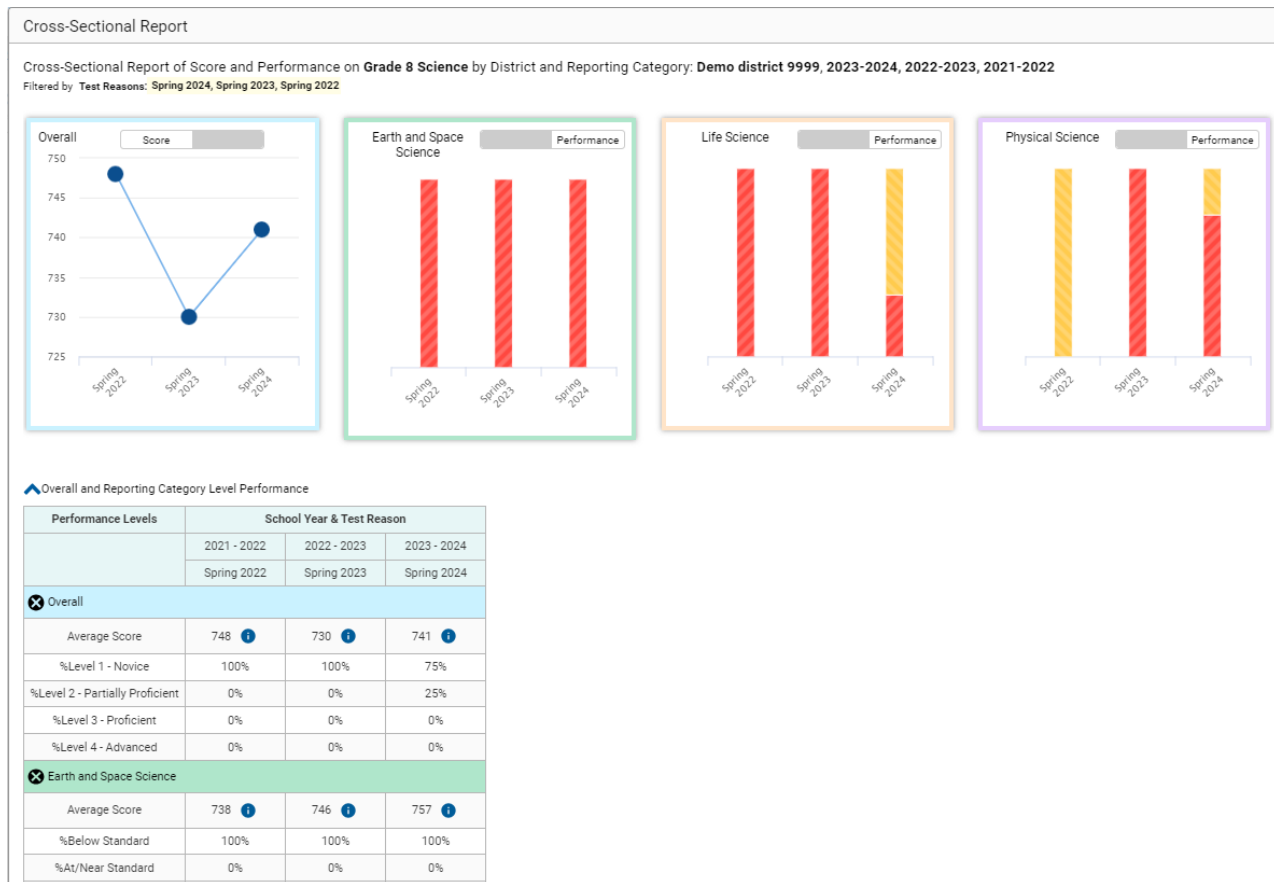 Cross-Sectional Report
Cross-Sectional Report of Score and Performance on Grade 8 Science by District and Reporting Category: Demo district 9999, 2023-2024, 2022-2023, 2021-2022
Filtered by Test Reasons: Spring 2024, Spring 2023, Spring 2022
Overall
Score
750
745
740
735
730
725
Spring 2022
Spring 2023
Spring 2024
Earth and Space
Science
Performance
Spring 2022
Spring 2023
Spring 2024
Life Science
Performance
Spring 2022
Spring 2023
Spring 2024
Physical Science
Performance
Spring 2022
Spring 2023
Spring 2024
Overall and Reporting Category Level Performance
Performance Levels School Year & Test Reason
2021 - 2022 2022 - 2023 2023 - 2024
Spring 2022 Spring 2023 Spring 2024
Overall
Average Score 748 i 730 i 741 i
%Level 1 - Novice 100% 100% 75%
%Level 2 - Partially Proficient 0% 0% 25%
%Level 3 - Proficient 0% 0% 0%
%Level 4 - Advanced 0% 0% 0%
Earth and Space Science
Average Score 738 i 746 i 757 i
%Below Standard 100% 100% 100%
%At/Near Standard 0% 0% 0%